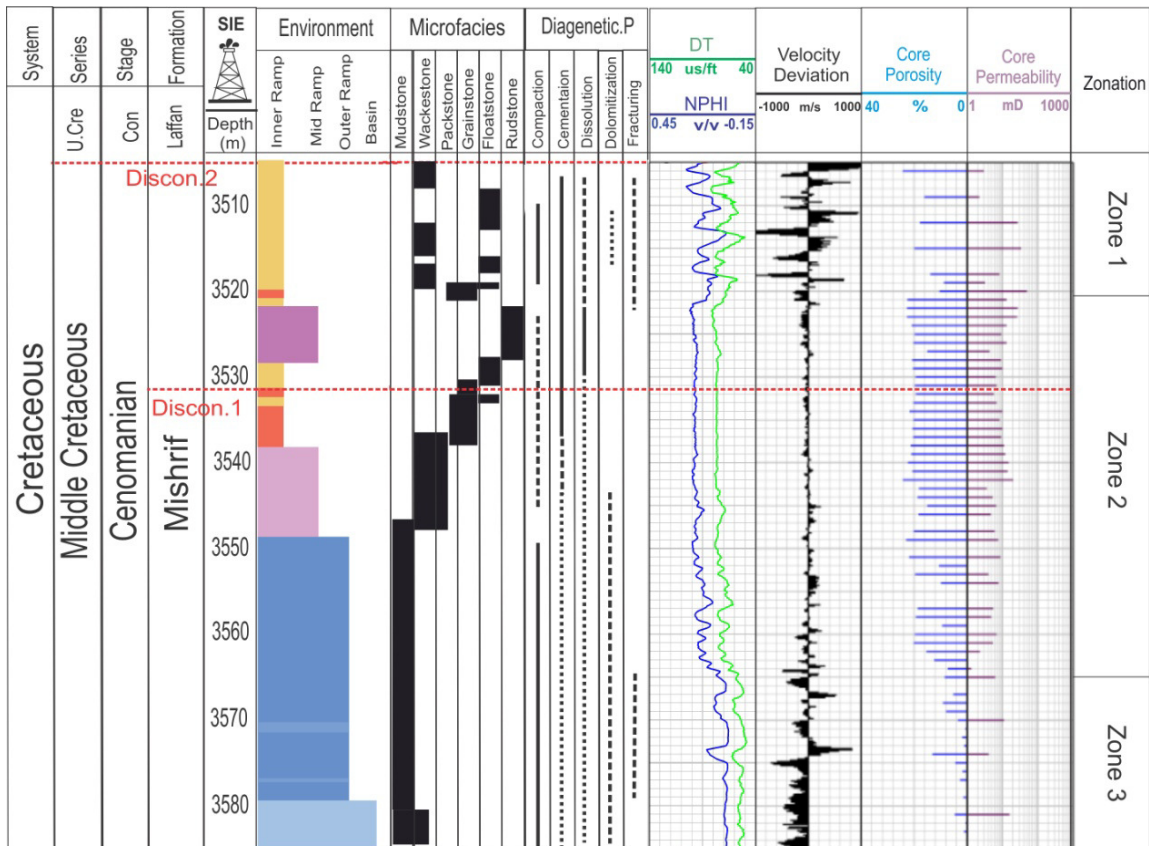 System
Series
Stage
Formation
SIE
Environment
Microfacies
Diagenetic.P
DT
140 us/ft 40
NPHI
0.45 v/v -0.15
Velocity
Deviation
-1000 m/s 1000
Core
Porosity
40 % 0
Core
Permeability
1 mD 1000
Zonation
U.Cre
Con
Laffan
Depth
(m)
Inner Ramp
Mid Ramp
Outer Ramp
Basin
Mudstone
Wackestone
Packstone
Grainstone
Floatstone
Rudstone
Compaction
Cementaion
Dissolution
Dolomitization
Fracturing
Cretaceous
Middle Cretaceous
Cenomanian
Mishrif
Discon.2
Discon.1
3510
3520
3530
3540
3550
3560
3570
3580
Zone 1
Zone 2
Zone 3